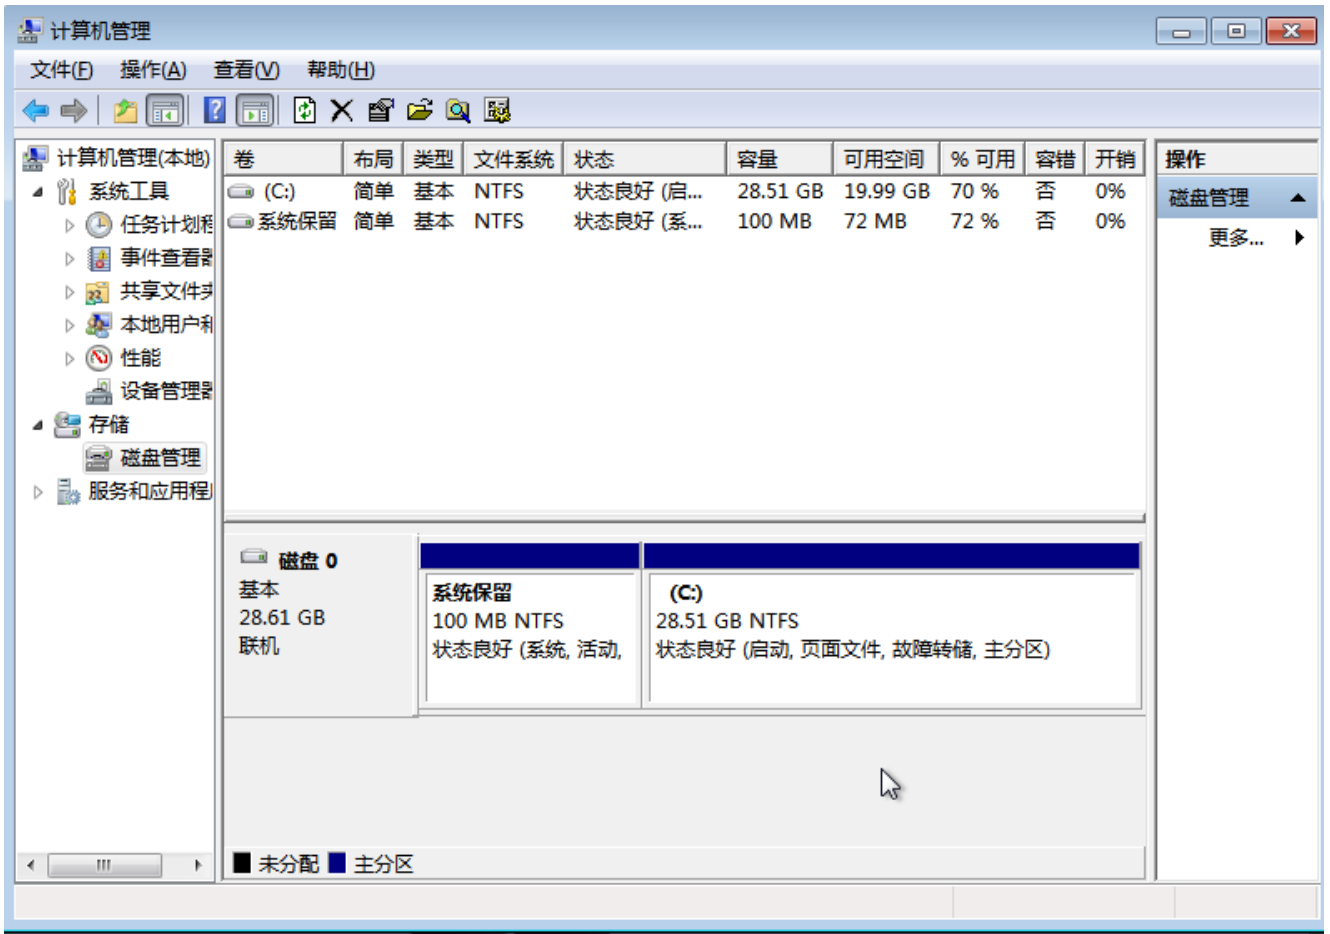 计算机管理
文件(F) 操作(A) 查看(V) 帮助(H)
计算机管理(本地)
系统工具
任务计划程
事件查看器
共享文件夹
本地用户和
性能
设备管理器
存储
磁盘管理
服务和应用程
卷 布局 类型 文件系统 状态 容量 可用空间 % 可用 容错 开销
(C:) 简单 基本 NTFS 状态良好 (启... 28.51 GB 19.99 GB 70 % 否 0%
系统保留 简单 基本 NTFS 状态良好 (系... 100 MB 72 MB 72 % 否 0%
磁盘 0
基本
28.61 GB
联机
系统保留
100 MB NTFS
状态良好 (系统, 活动,
(C:)
28.51 GB NTFS
状态良好 (启动, 页面文件, 故障转储, 主分区)
未分配 主分区
操作
磁盘管理
更多...